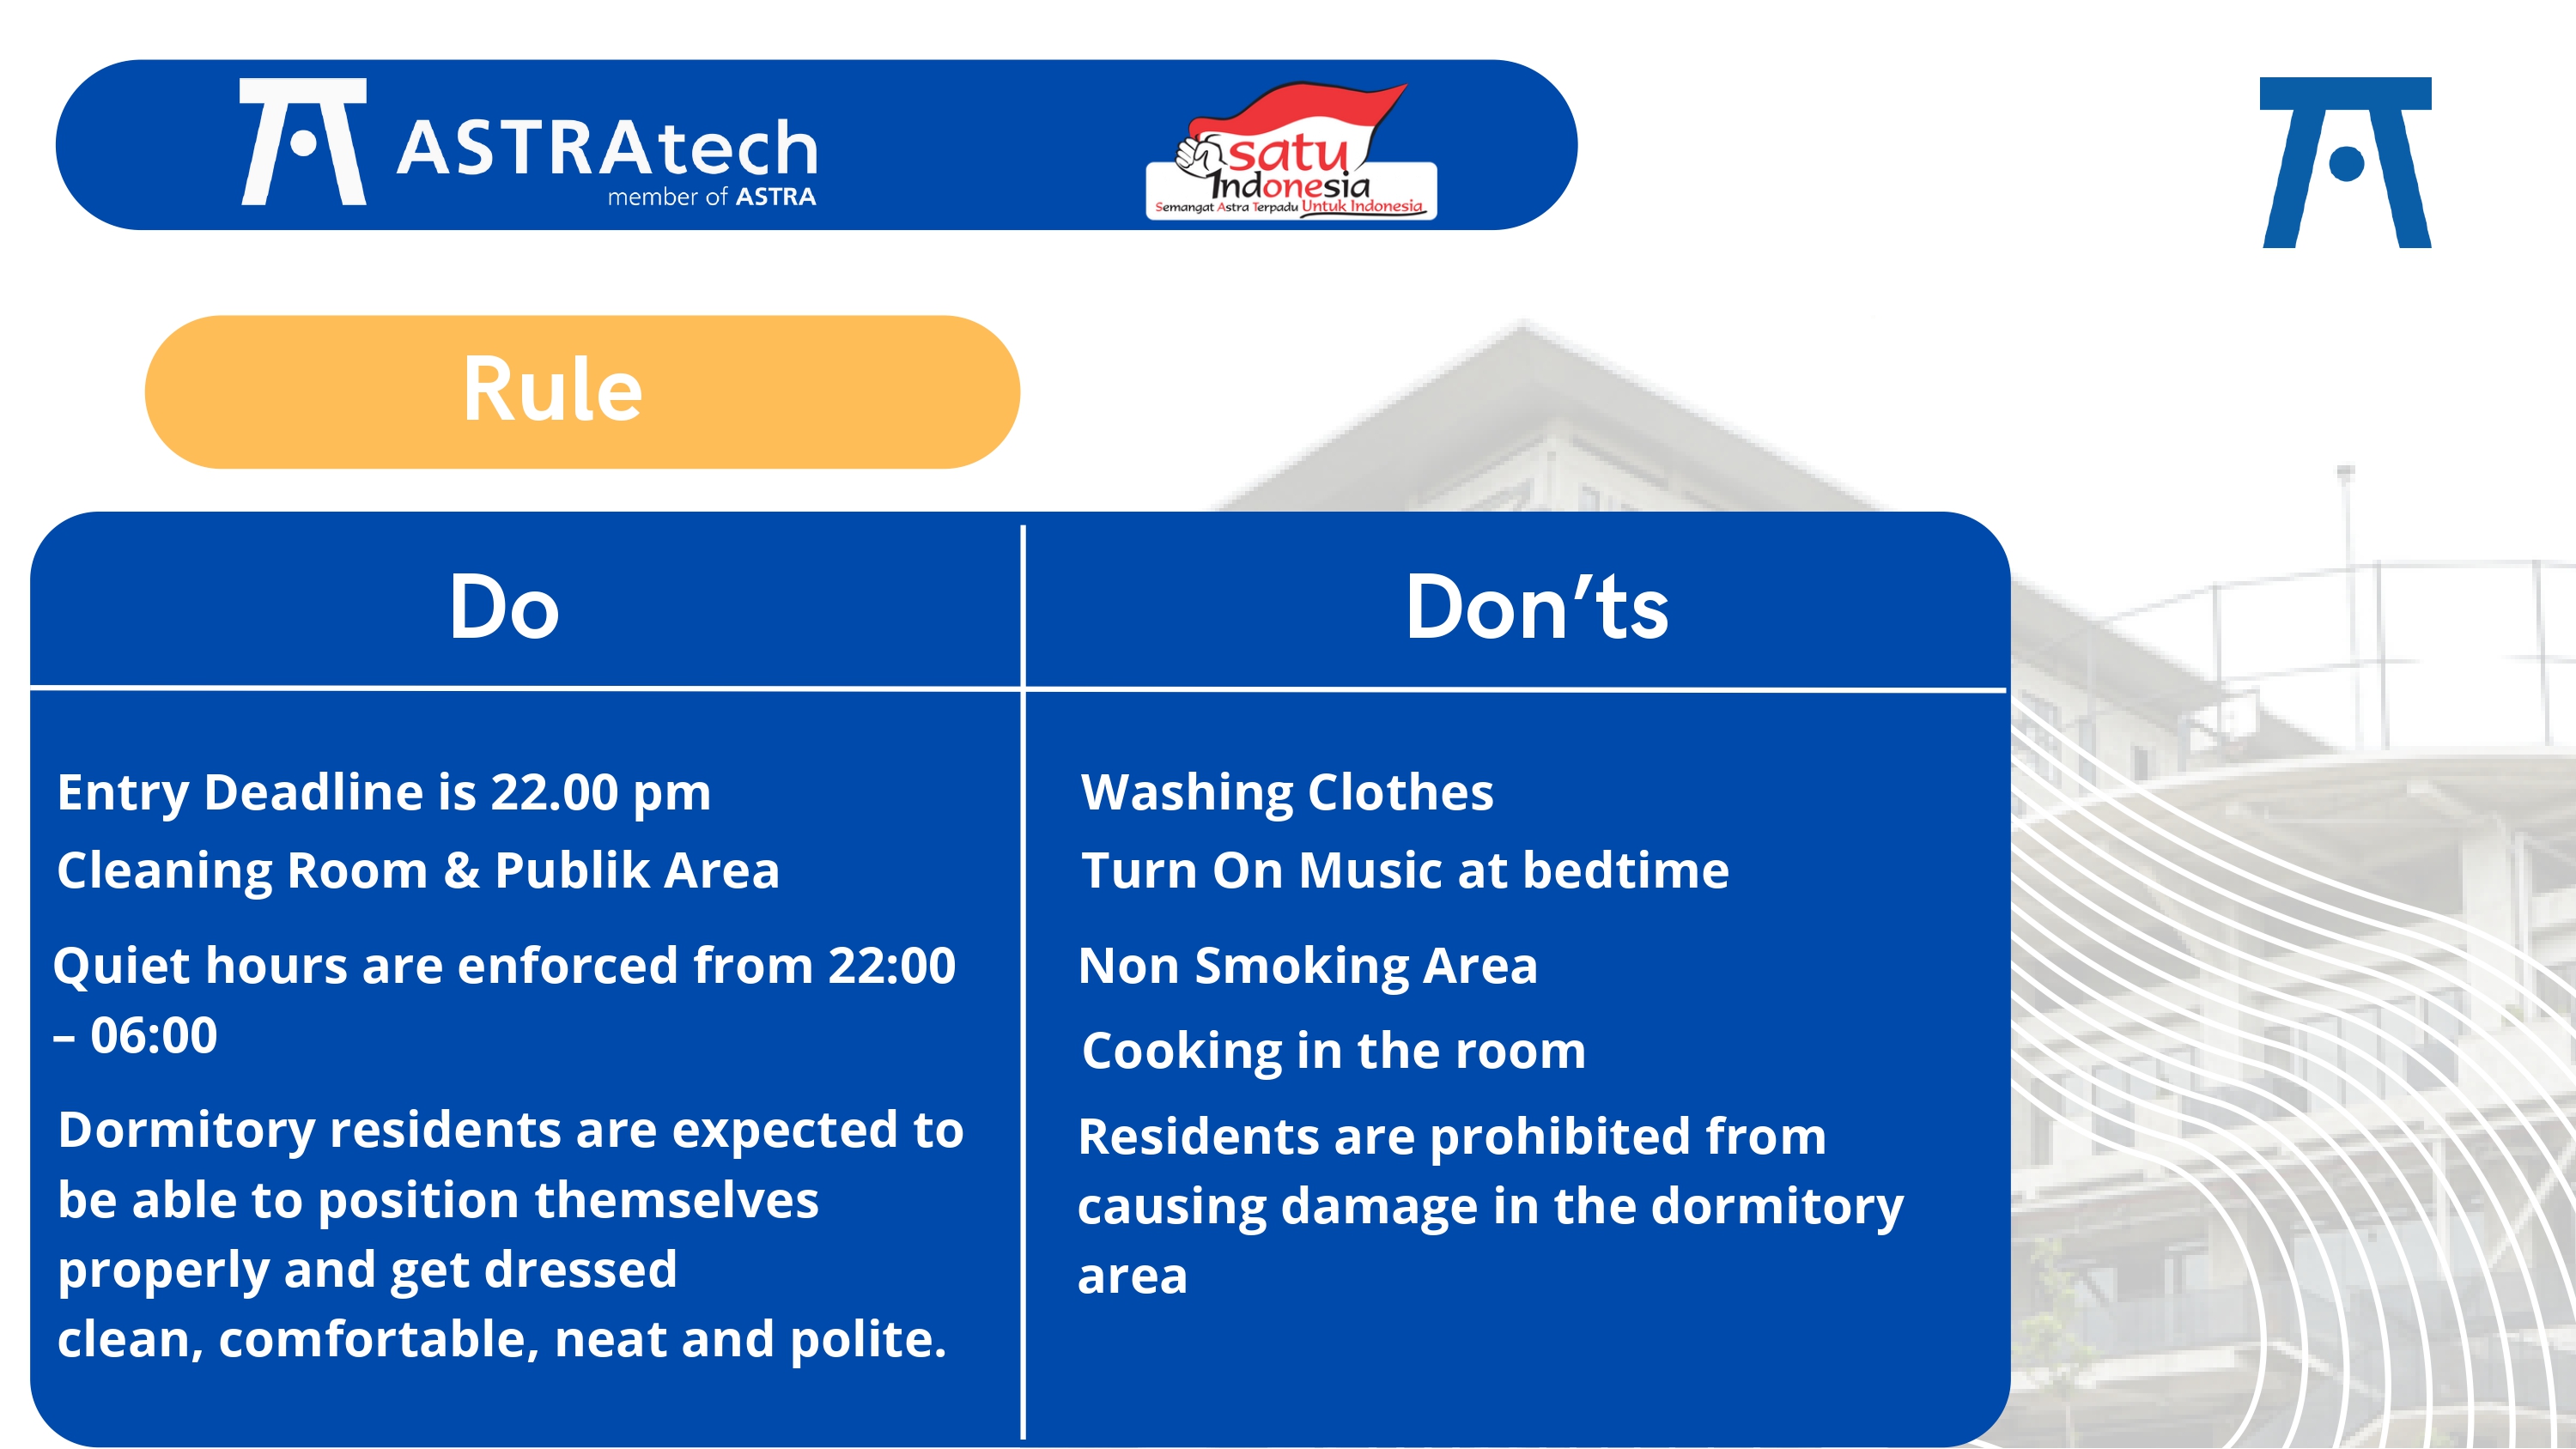 ASTRAtech
member of ASTRA
satu
Indonesia
Semangat Astra Terpadu Untuk Indonesia
Rule
Do
Entry Deadline is 22.00 pm
Cleaning Room & Publik Area
Quiet hours are enforced from 22:00
– 06:00
Dormitory residents are expected to
be able to position themselves
properly and get dressed
clean, comfortable, neat and polite.
Don’ts
Washing Clothes
Turn On Music at bedtime
Non Smoking Area
Cooking in the room
Residents are prohibited from
causing damage in the dormitory
area